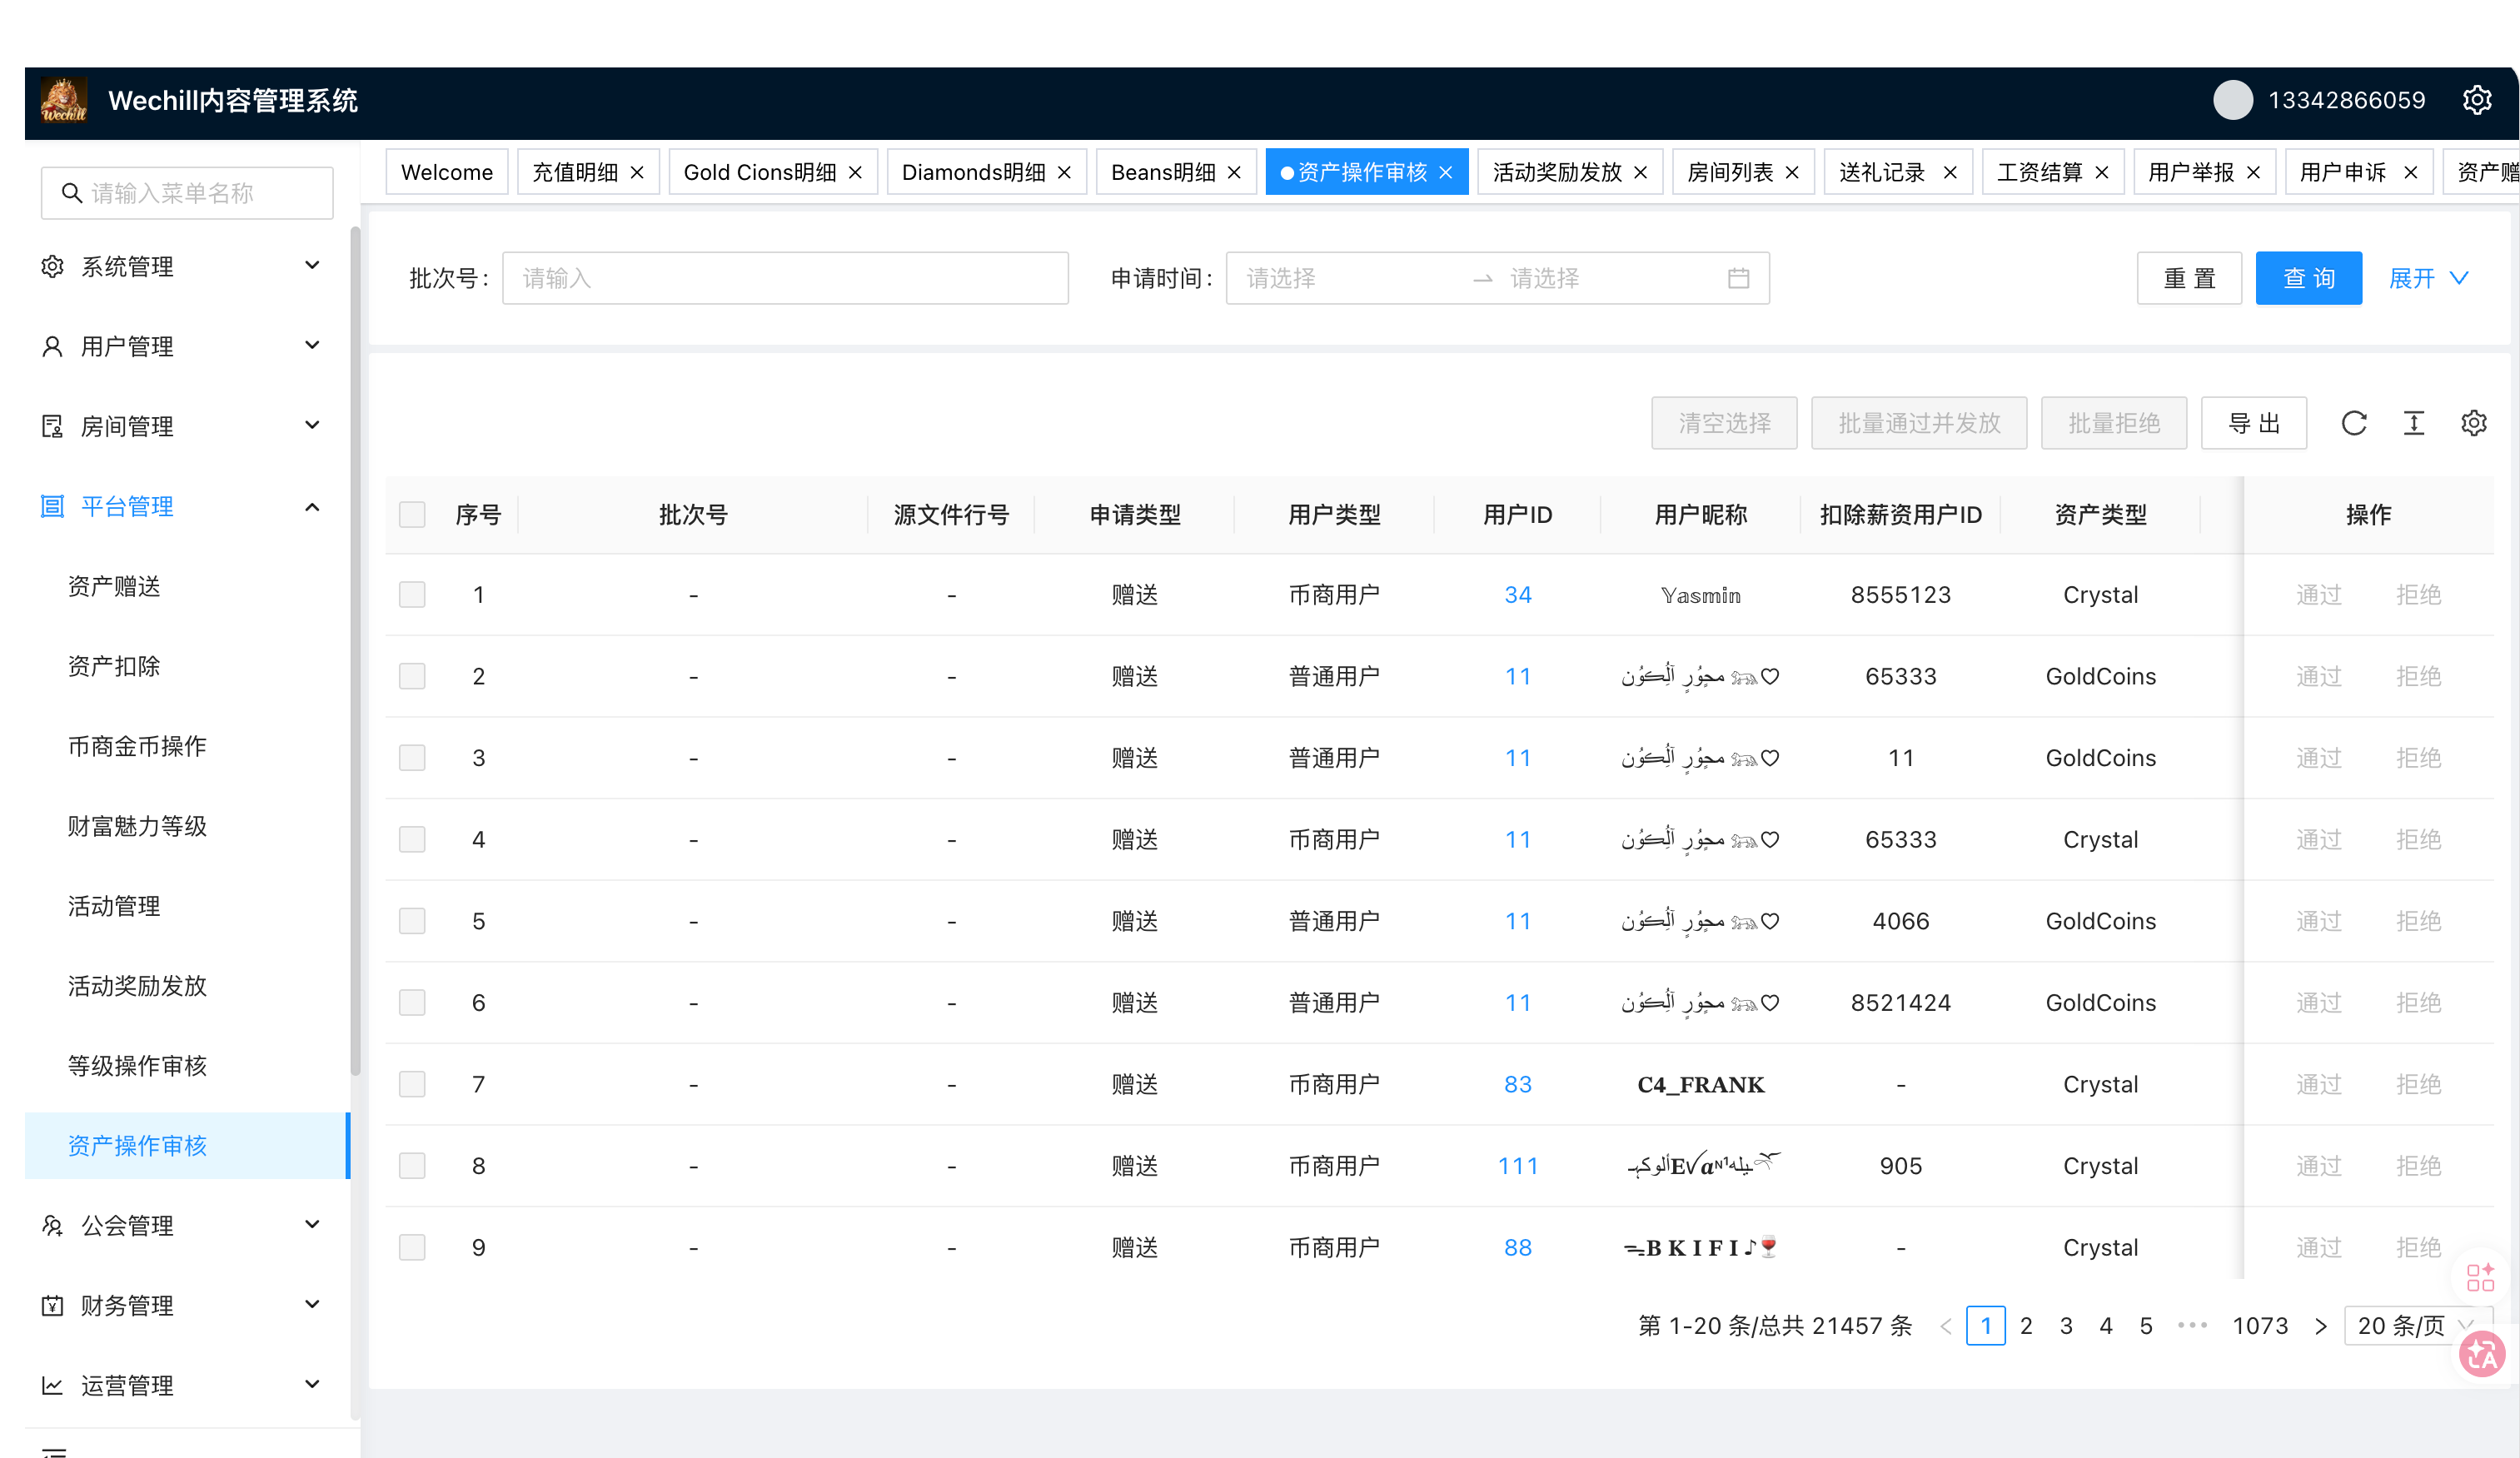 Wechill
Wechill内容管理系统
13342866059
请输入菜单名称
系统管理
用户管理
房间管理
平台管理
资产赠送
资产扣除
币商金币操作
财富魅力等级
活动管理
活动奖励发放
等级操作审核
资产操作审核
公会管理
财务管理
运营管理
Welcome 充值明细 Gold Cions明细 Diamonds明细 Beans明细 资产操作审核 活动奖励发放 房间列表 送礼记录 工资结算 用户举报 用户申诉 资产赠
批次号: 请输入 申请时间: 请选择 请选择 重置 查询 展开
清空选择 批量通过并发放 批量拒绝 导出
序号 批次号 源文件行号 申请类型 用户类型 用户ID 用户昵称 扣除薪资用户ID 资产类型 操作
1 - - 赠送 币商用户 34 𝕐𝕒𝕤𝕞𝕚𝕟 8555123 Crystal 通过 拒绝
2 - - 赠送 普通用户 11 65333 GoldCoins 通过 拒绝
3 - - 赠送 普通用户 11 11 GoldCoins 通过 拒绝
4 - - 赠送 币商用户 11 65333 Crystal 通过 拒绝
5 - - 赠送 普通用户 11 4066 GoldCoins 通过 拒绝
6 - - 赠送 普通用户 11 8521424 GoldCoins 通过 拒绝
7 - - 赠送 币商用户 83 𝐂𝟒_𝐅𝐑𝐀𝐍𝐊 - Crystal 通过 拒绝
8 - - 赠送 币商用户 111 905 Crystal 通过 拒绝
9 - - 赠送 币商用户 88 𝐁 𝐊 𝐈 𝐅 𝐈 ♪🍷 - Crystal 通过 拒绝
第 1-20 条/总共 21457 条 1 2 3 4 5 ••• 1073 20 条/页